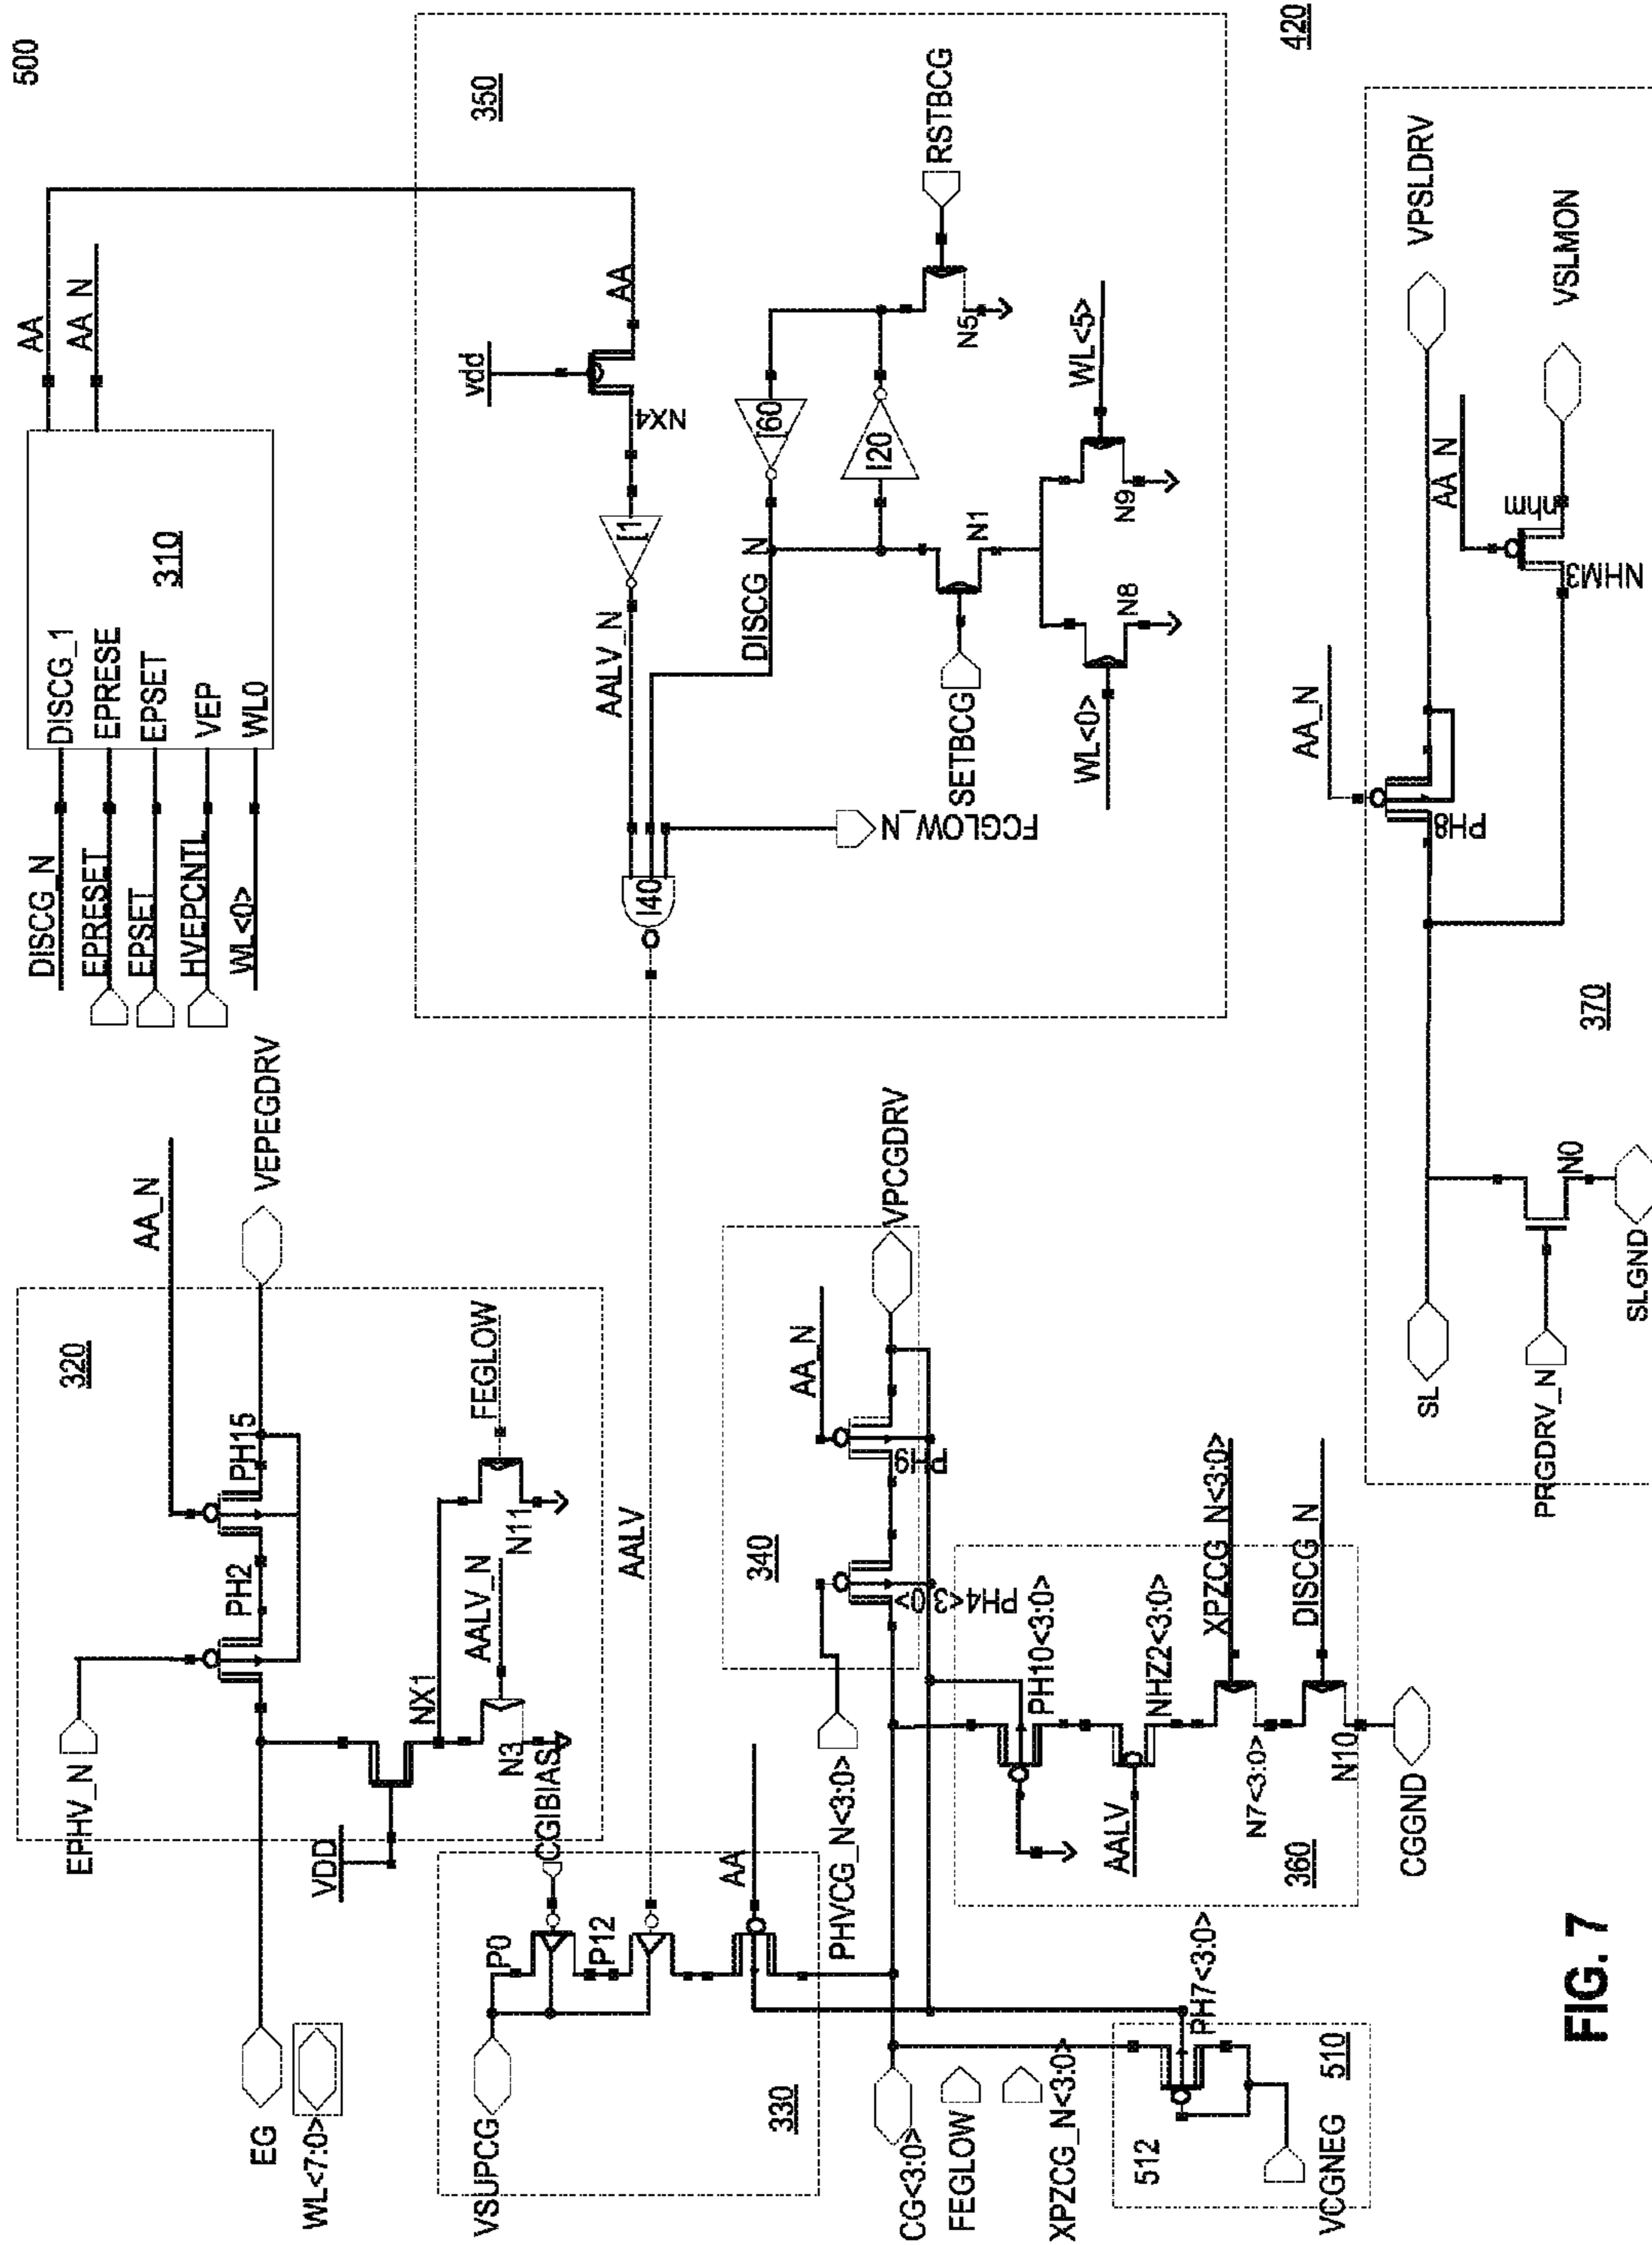 500
AA
AA_N
310
DISCG_N
DISCG_1
EPRESET
EPRESE
EPSET
EPSET
HVEPCNTL
VEP
WL<0>
WL0
350
vdd
AA
NX4
I1
AALV_N
DISCG_N
I60
I20
I40
RSTBCG
N5
SETBCG
N1
WL<5>
WL<0>
N9
N8
FCGLOW_N
320
AA_N
VEPEGDRV
PH15
PH2
EPHV_N
FEGLOW
N11
AALV_N
NX1
N3
VDD
EG
WL<7:0>
AALV
CGIBIAS
P0
P12
AA
VSUPCG
330
340
AA_N
VPCGDRV
PH9
PH4<3:0>
PHVCG_N<3:0>
PH10<3:0>
NHZ2<3:0>
AALV
XPZCG_N<3:0>
N7<3:0>
DISCG_N
N10
360
CGGND
CG<3:0>
FEGLOW
XPZCG_N<3:0>
PH7<3:0>
512
510
VCGNEG
420
AA_N
VPSLDRV
PH8
AA_N
nhm
NHM3
VSLMON
370
SL
PRGDRV_N
N0
SLGND
FIG. 7